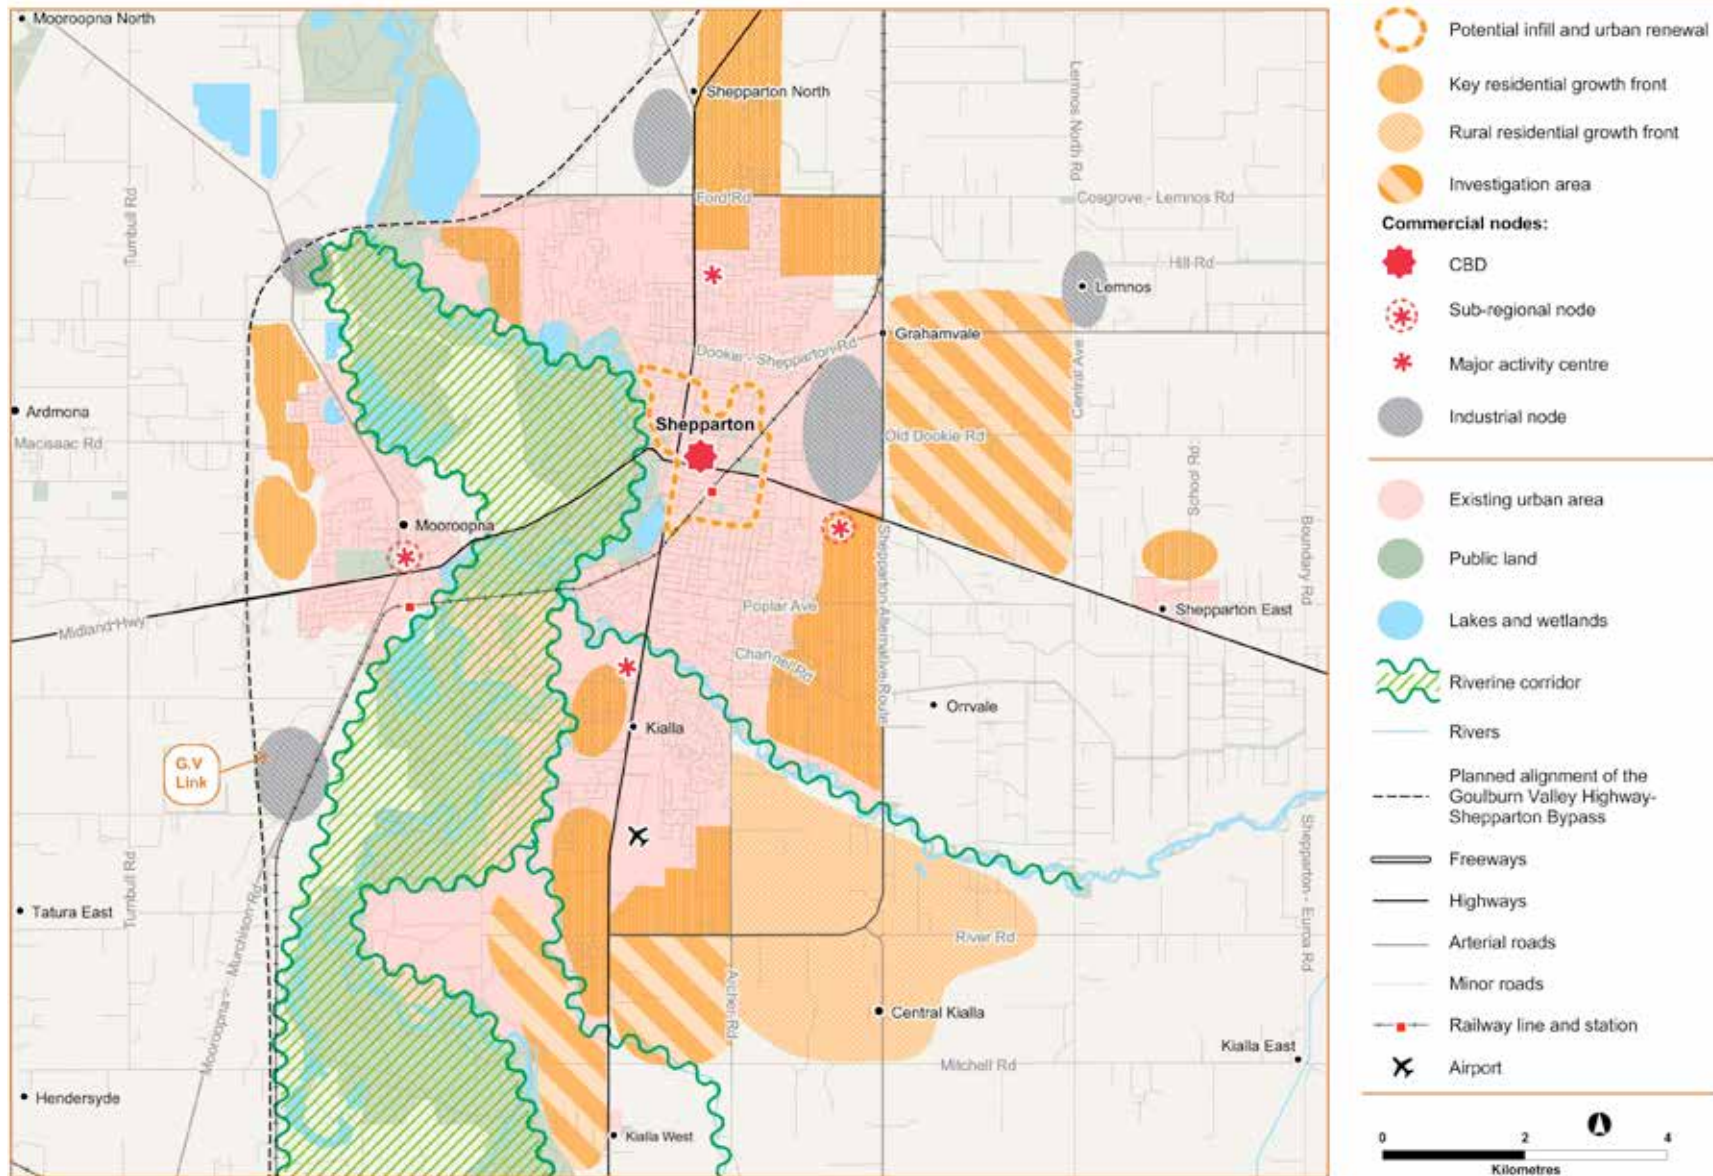 Mooroopna North
Shepparton North
Lemnos North Rd
Turnbull Rd
Ford Rd
Cosgrove - Lemnos Rd
Hill Rd
Lemnos
Grahamvale
Dookie - Shepparton Rd
Central Ave
Ardmona
Macisaac Rd
Shepparton
Old Dookie Rd
School Rd
Boundary Rd
Mooroopna
Shepparton Alternative Route
Midland Hwy
Poplar Ave
Shepparton East
Channel Rd
Orrvale
Kialla
G.V
Link
Shepparton - Euroa Rd
Turnbull Rd
Mooroopna - Murchison Rd
Tatura East
River Rd
Archer Rd
Central Kialla
Kialla East
Mitchell Rd
Hendersyde
Kialla West
Potential infill and urban renewal
Key residential growth front
Rural residential growth front
Investigation area
Commercial nodes:
CBD
Sub-regional node
Major activity centre
Industrial node
Existing urban area
Public land
Lakes and wetlands
Riverine corridor
Rivers
Planned alignment of the
Goulburn Valley Highway-
Shepparton Bypass
Freeways
Highways
Arterial roads
Minor roads
Railway line and station
Airport
0 2 4
Kilometres